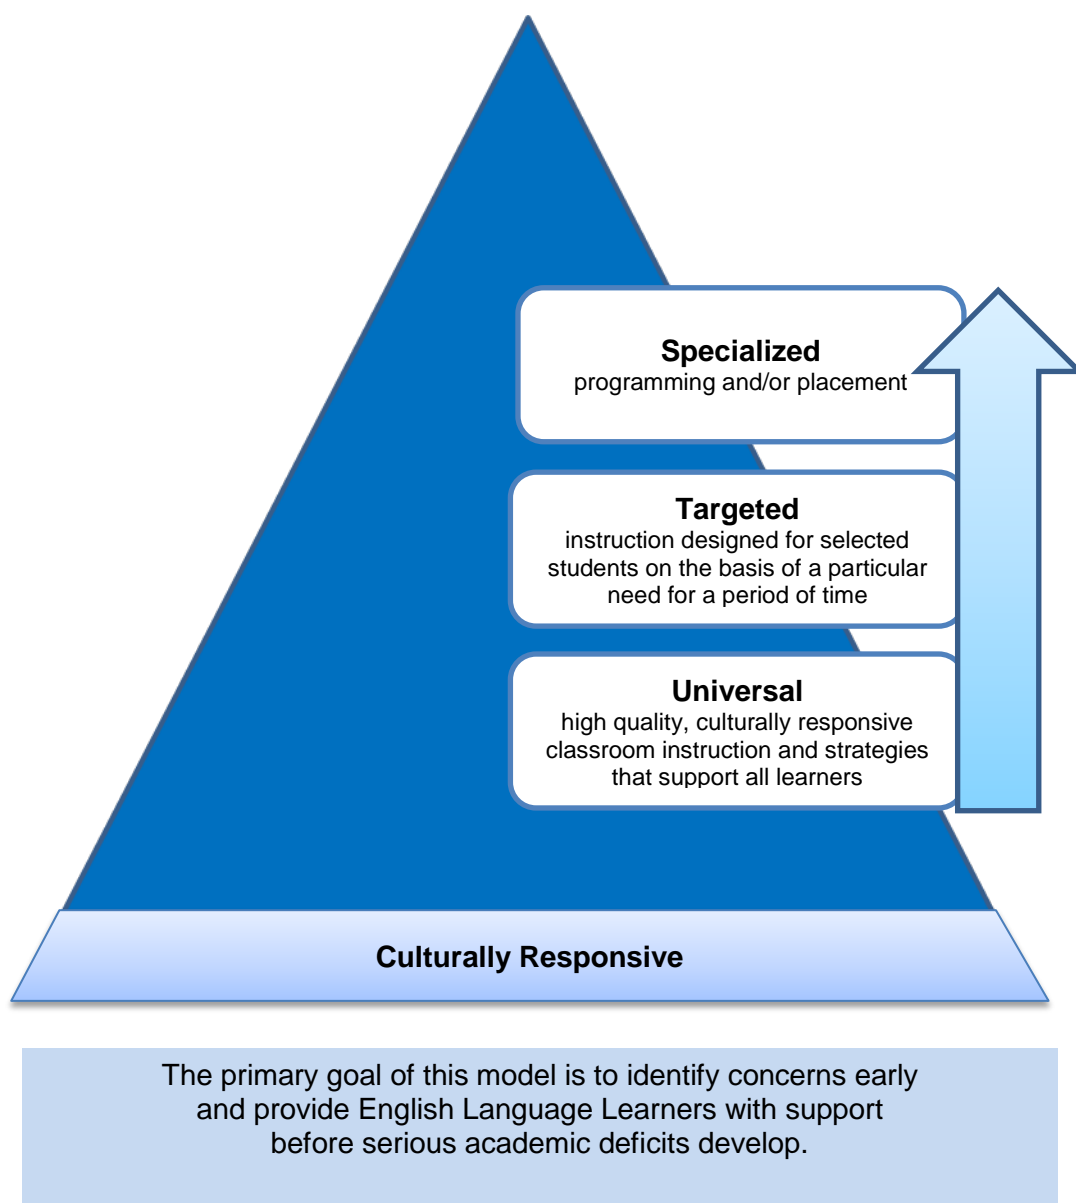 Specialized
programming and/or placement
Targeted
instruction designed for selected
students on the basis of a particular
need for a period of time
Universal
high quality, culturally responsive
classroom instruction and strategies
that support all learners
Culturally Responsive
The primary goal of this model is to identify concerns early
and provide English Language Learners with support
before serious academic deficits develop.